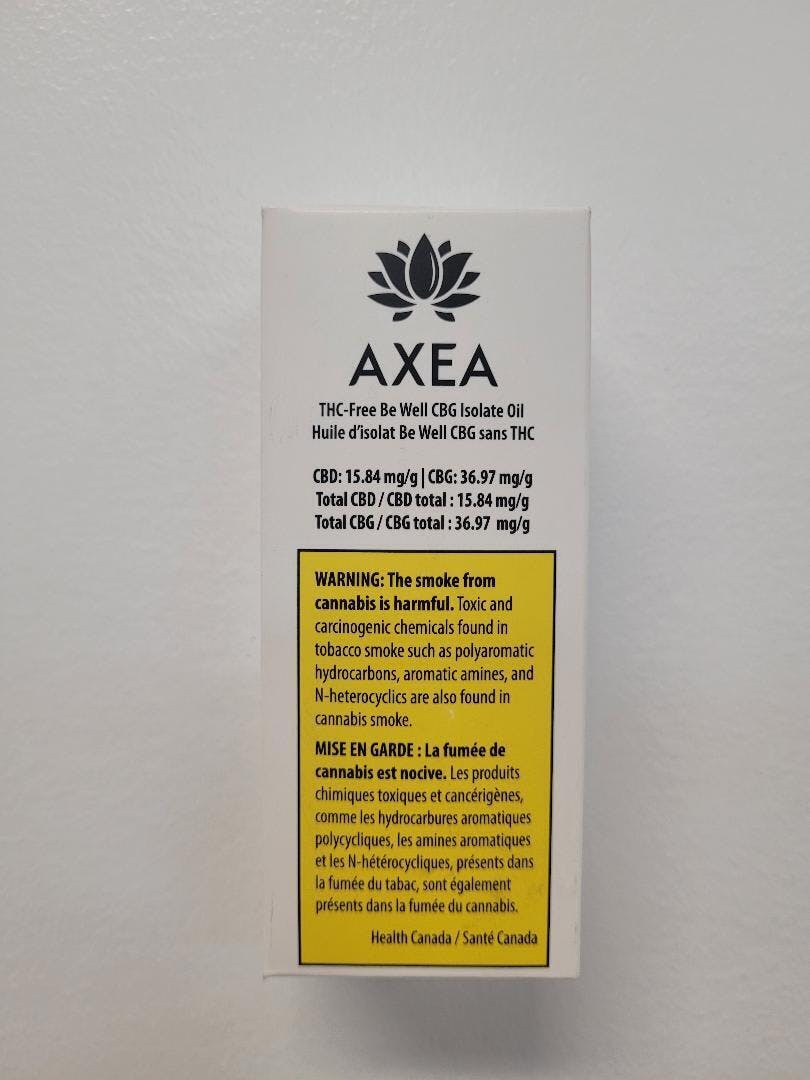 AXEA
THC-Free Be Well CBG Isolate Oil
Huile d'isolat Be Well CBG sans THC
CBD: 15.84 mg/g | CBG: 36.97 mg/g
Total CBD / CBD total : 15.84 mg/g
Total CBG / CBG total : 36.97 mg/g
WARNING: The smoke from
cannabis is harmful. Toxic and
carcinogenic chemicals found in
tobacco smoke such as polyaromatic
hydrocarbons, aromatic amines, and
N-heterocyclics are also found in
cannabis smoke.
MISE EN GARDE : La fumée de
cannabis est nocive. Les produits
chimiques toxiques et cancérigènes,
comme les hydrocarbures aromatiques
polycycliques, les amines aromatiques
et les N-hétérocycliques, présents dans
la fumée du tabac, sont également
présents dans la fumée du cannabis.
Health Canada / Santé Canada